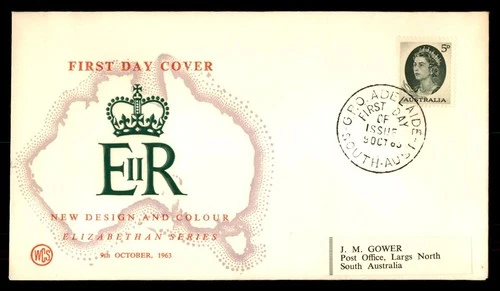 FIRST DAY COVER
EIIR
NEW DESIGN AND COLOUR
ELIZABETHAN SERIES
9th OCTOBER, 1963
WCS
5D
AUSTRALIA
G.P.O. ADELAIDE-1
FIRST DAY
OF
ISSUE
9 OCT 63
SOUTH-AUST
J. M. GOWER
Post Office, Largs North
South Australia